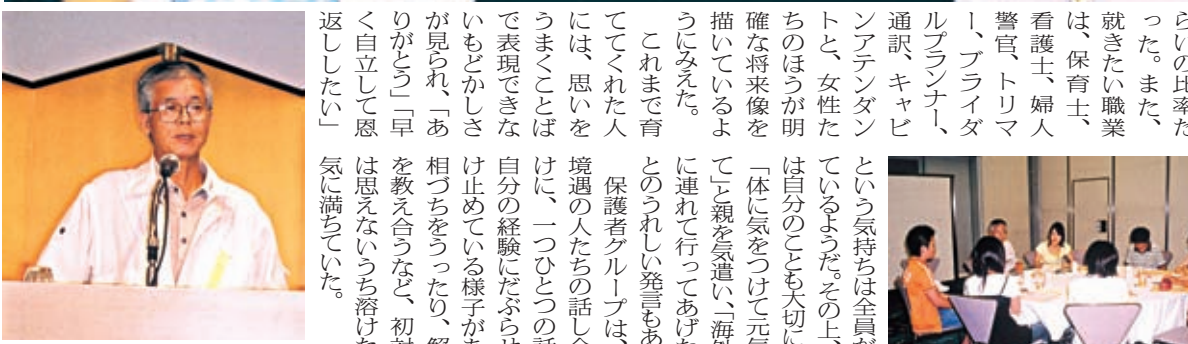 らいの比率だ
った。また、
就きたい職業
は、保育士、
看護士、婦人
警官、トリマ
ー、ブライダ
ルプランナー、
通訳、キャビ
ンアテンダン
トと、女性た
ちのほうが明
確な将来像を
描いているよ
うにみえた。
これまで育
ててくれた人
には、思いを
うまくことば
で表現できな
いもどかしさ
が見られ、「あ
りがとう」「早
く自立して恩
返ししたい」
という気持ちは全員が
ているようだ。その上、
は自分のことも大切に
「体に気をつけて元気
て」と親を気遣い、「海外
に連れて行ってあげた
とのうれしい発言もあ
保護者グループは、
境遇の人たちの話し
けに、一つひとつの話
自分の経験にだぶらせ
け止めている様子が
相づちをうったり、
を教え合うなど、初対
は思えないうち溶けた
気に満ちていた。